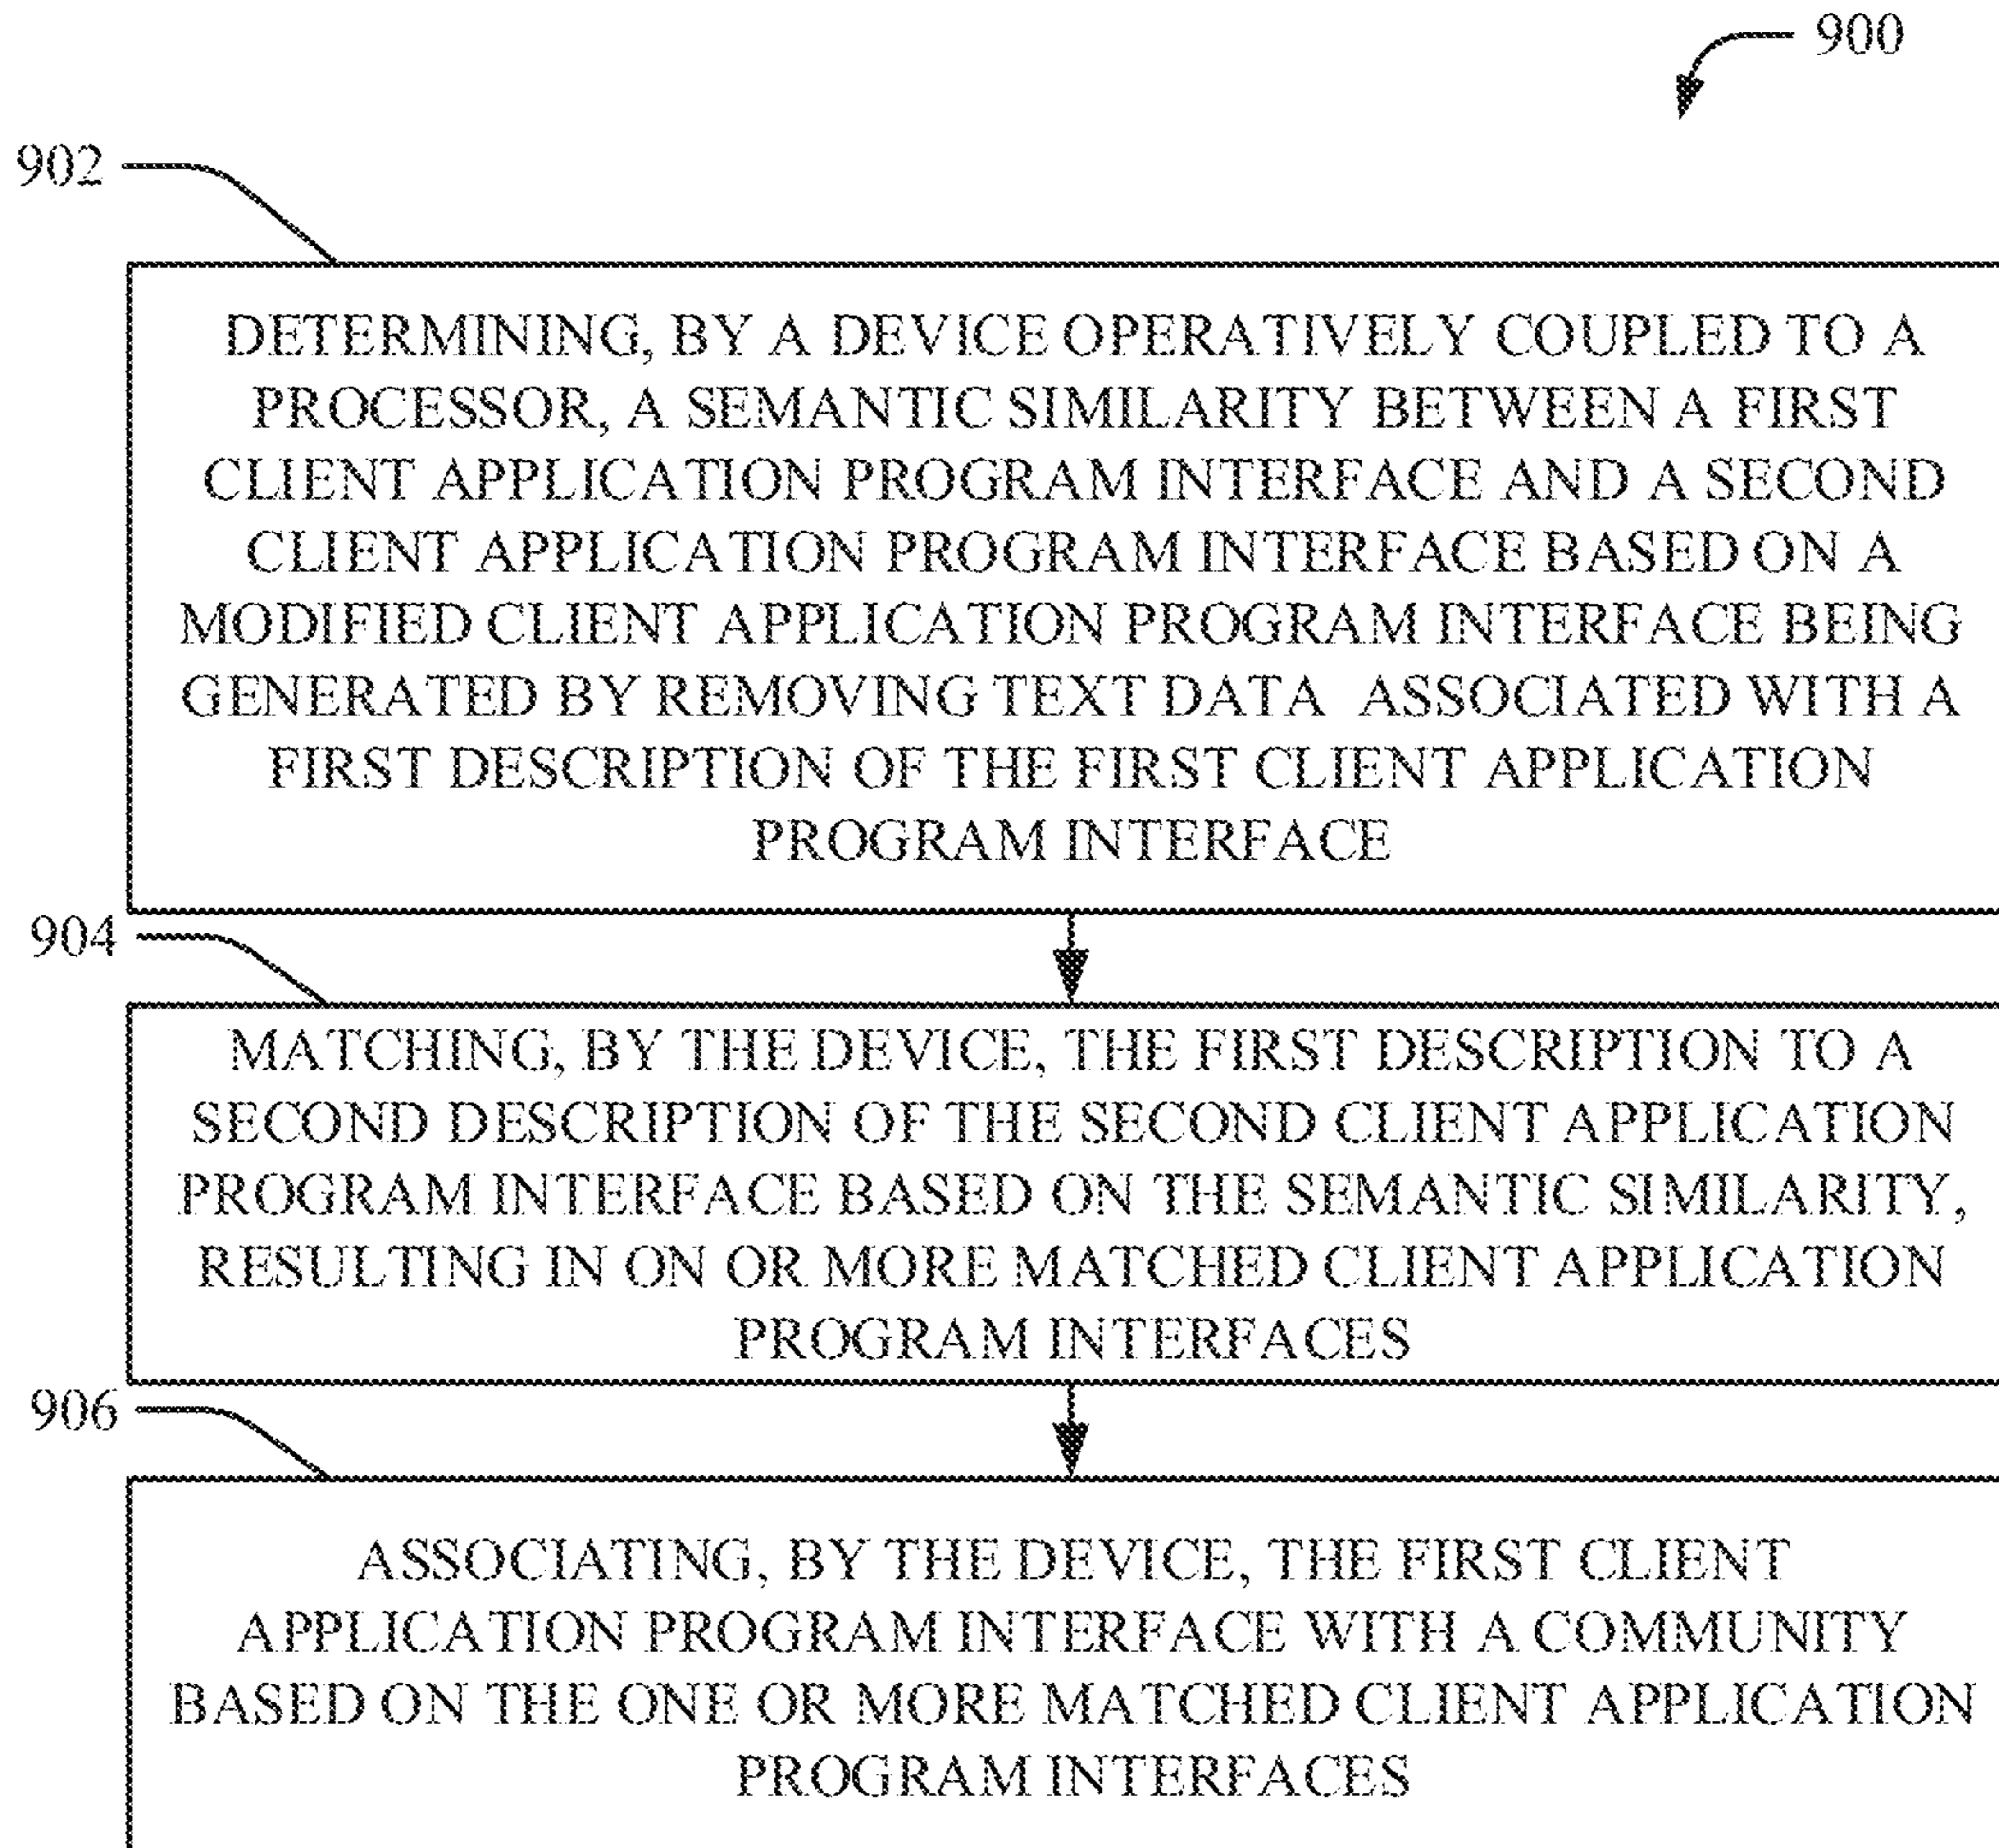 900
902
DETERMINING, BY A DEVICE OPERATIVELY COUPLED TO A
PROCESSOR, A SEMANTIC SIMILARITY BETWEEN A FIRST
CLIENT APPLICATION PROGRAM INTERFACE AND A SECOND
CLIENT APPLICATION PROGRAM INTERFACE BASED ON A
MODIFIED CLIENT APPLICATION PROGRAM INTERFACE BEING
GENERATED BY REMOVING TEXT DATA ASSOCIATED WITH A
FIRST DESCRIPTION OF THE FIRST CLIENT APPLICATION
PROGRAM INTERFACE
904
MATCHING, BY THE DEVICE, THE FIRST DESCRIPTION TO A
SECOND DESCRIPTION OF THE SECOND CLIENT APPLICATION
PROGRAM INTERFACE BASED ON THE SEMANTIC SIMILARITY,
RESULTING IN ON OR MORE MATCHED CLIENT APPLICATION
PROGRAM INTERFACES
906
ASSOCIATING, BY THE DEVICE, THE FIRST CLIENT
APPLICATION PROGRAM INTERFACE WITH A COMMUNITY
BASED ON THE ONE OR MORE MATCHED CLIENT APPLICATION
PROGRAM INTERFACES